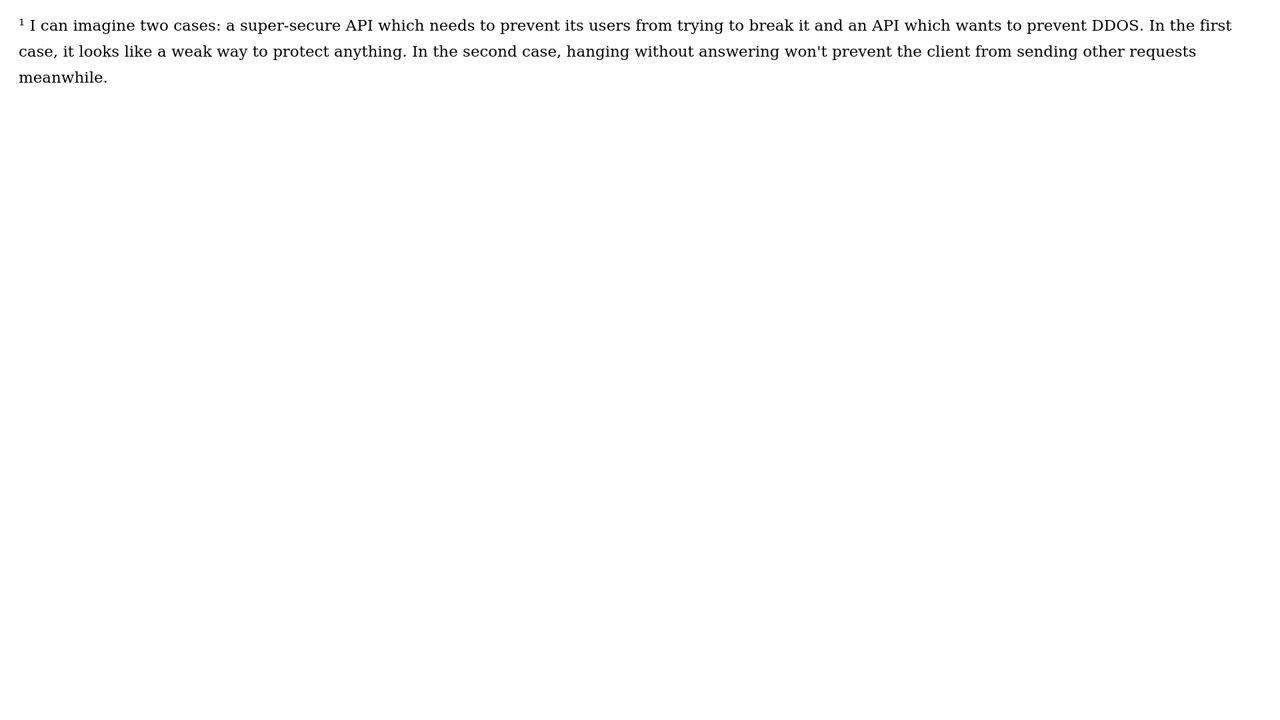 ¹ I can imagine two cases: a super-secure API which needs to prevent its users from trying to break it and an API which wants to prevent DDOS. In the first
case, it looks like a weak way to protect anything. In the second case, hanging without answering won't prevent the client from sending other requests
meanwhile.